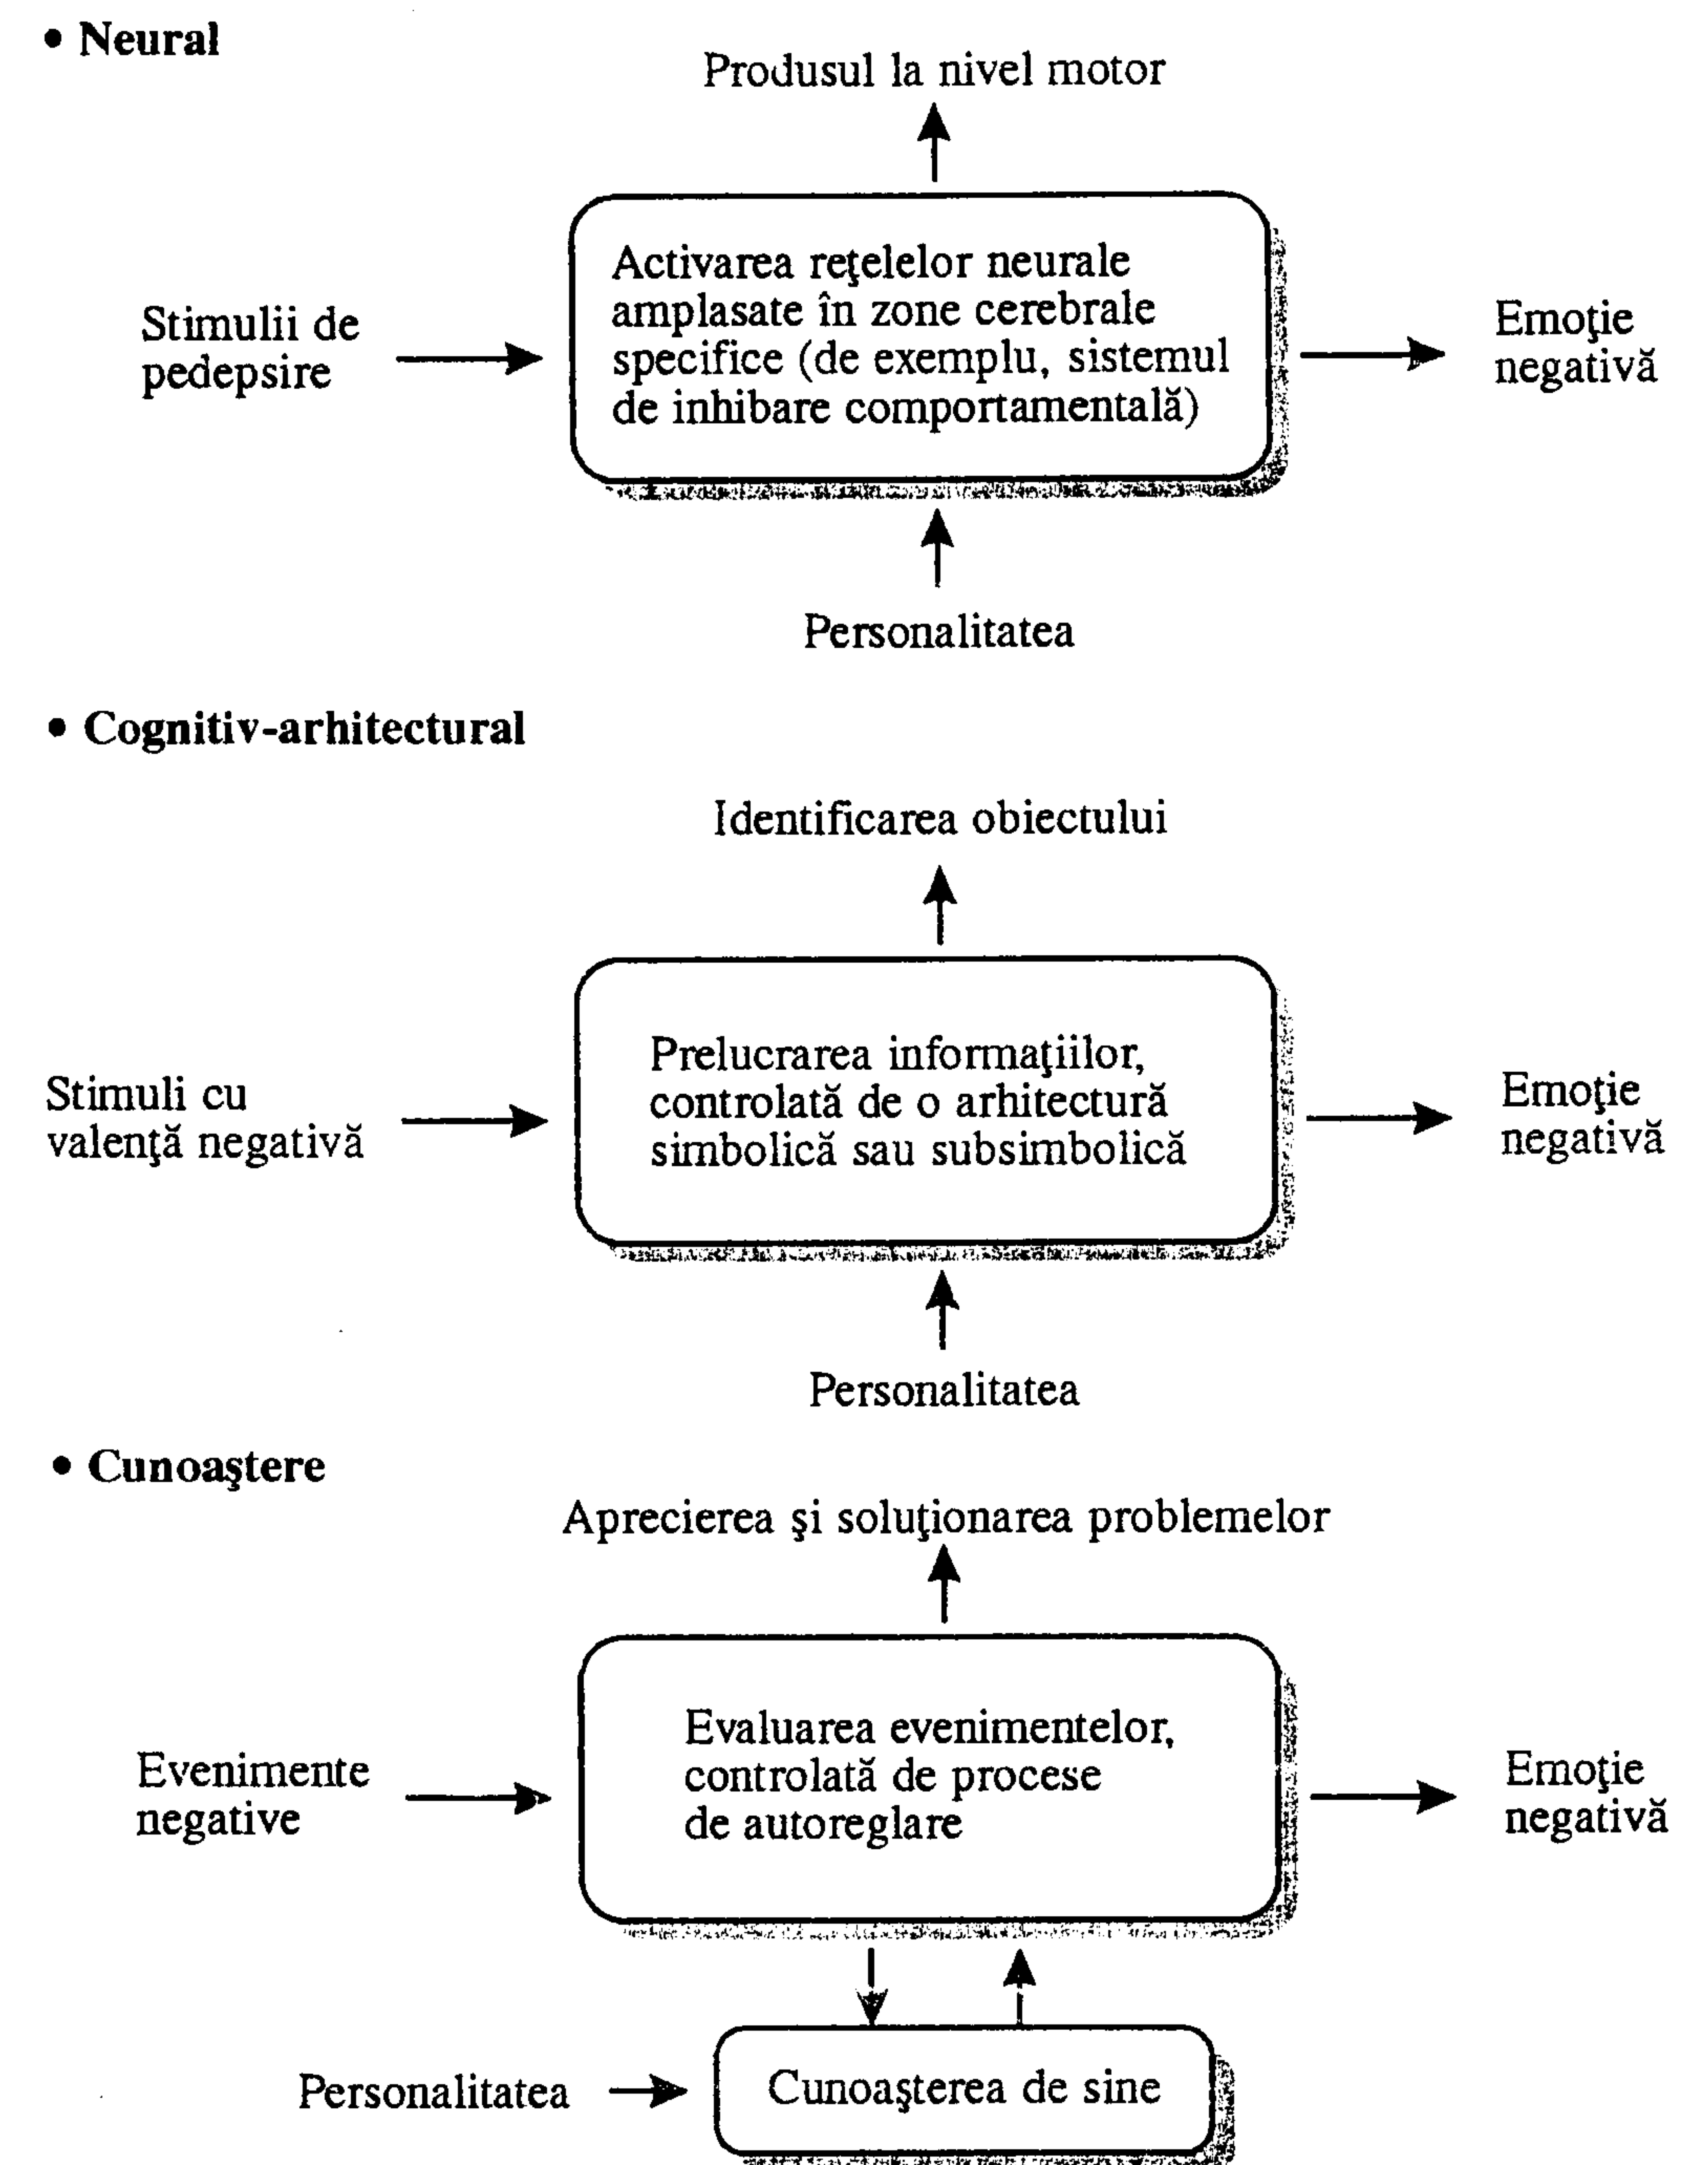 • Neural
Produsul la nivel motor
Activarea reţelelor neurale
amplasate în zone cerebrale
specifice (de exemplu, sistemul
de inhibare comportamentală)
Stimulii de
pedepsire
Emoţie
negativă
Personalitatea
• Cognitiv-arhitectural
Identificarea obiectului
Prelucrarea informaţiilor,
controlată de o arhitectură
simbolică sau subsimbolică
Stimuli cu
valenţă negativă
Emoţie
negativă
Personalitatea
• Cunoaştere
Aprecierea şi soluţionarea problemelor
Evaluarea evenimentelor,
controlată de procese
de autoreglare
Evenimente
negative
Emoţie
negativă
Personalitatea
Cunoaşterea de sine